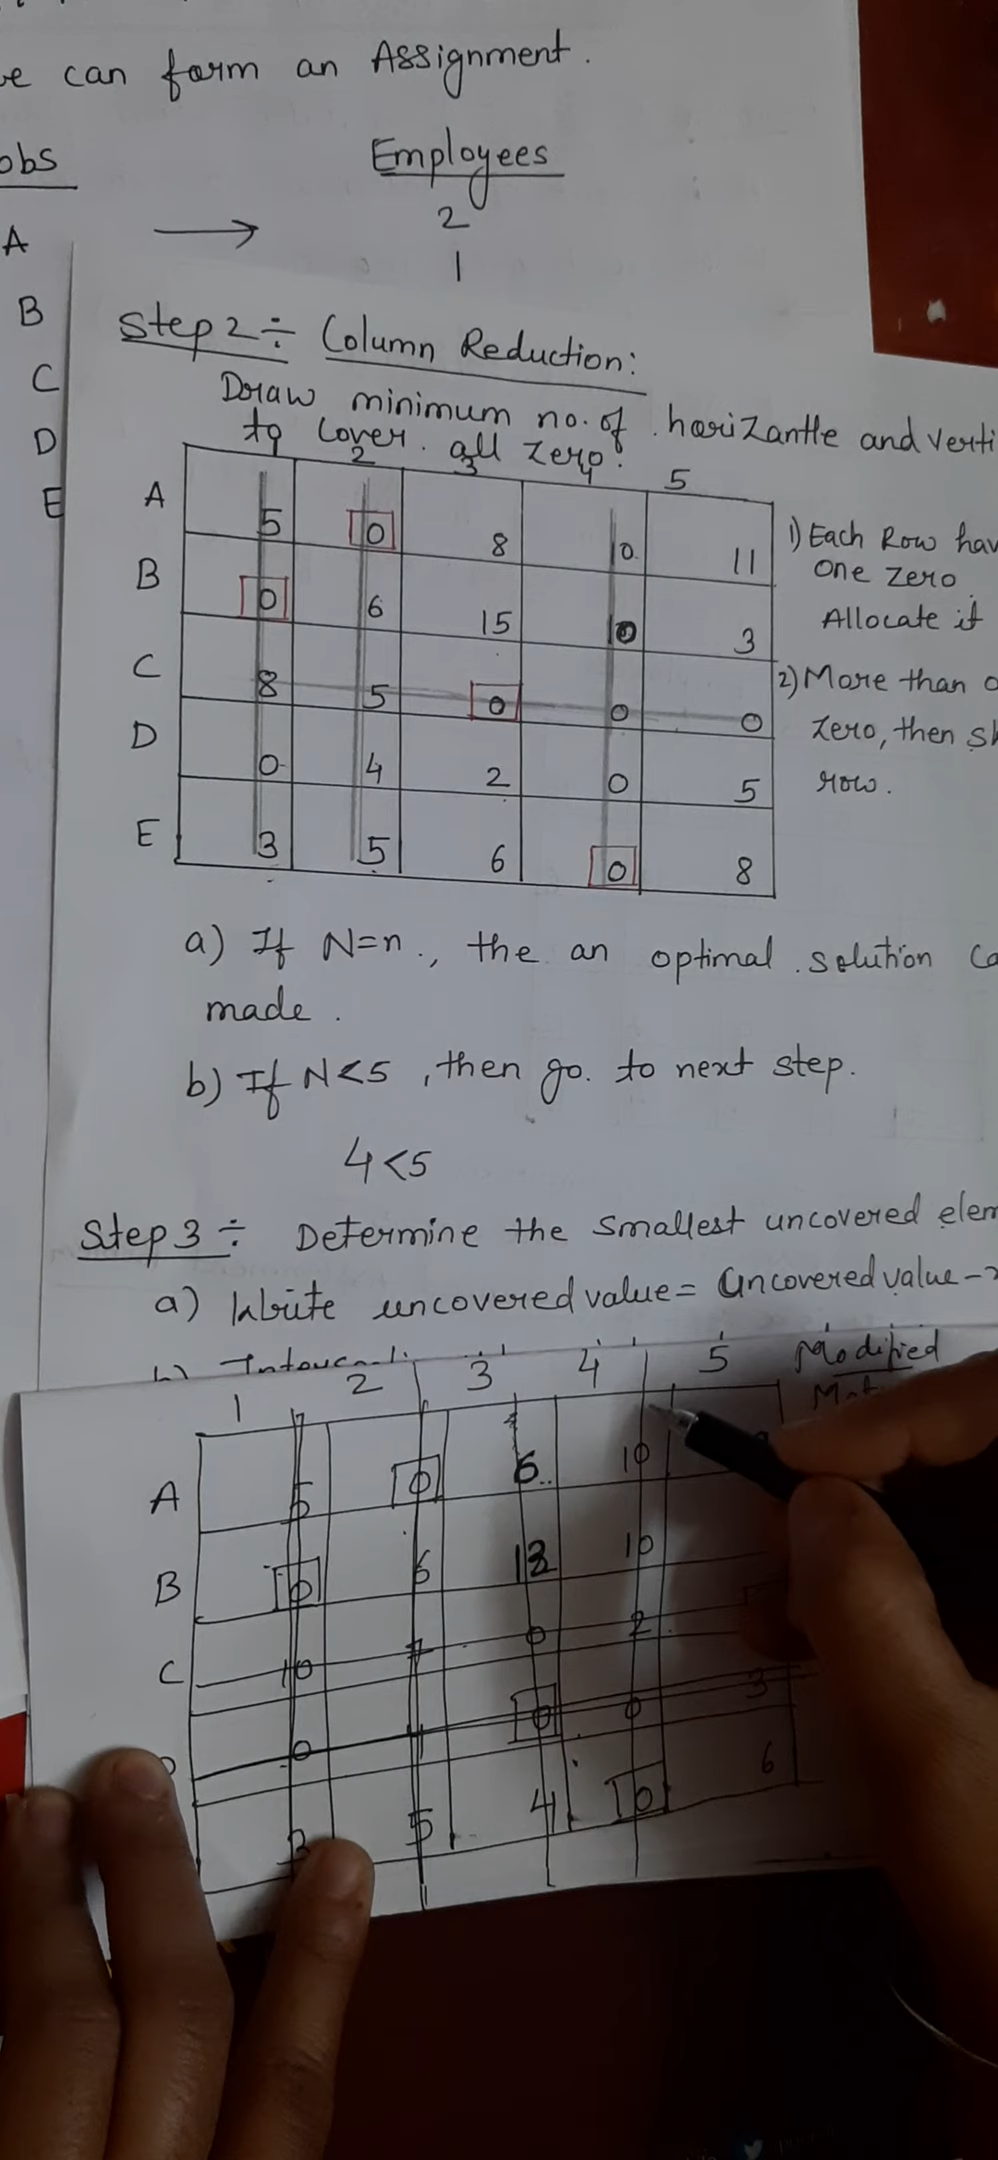 can form an Assignment.
obs Employees
A → 2
1
B
C
D
E
Step 2 ÷ Column Reduction:
Draw minimum no. of horizantle and verti
to cover all zero.
2 3 4 5
A 5 0 8 10 11
B 0 6 15 10 3
C 8 5 0 0 0
D 0 4 2 0 5
E 3 5 6 0 8
1) Each Row hav
one zero
Allocate it
2) More than o
zero, then sk
row.
a) If N=n., the an optimal solution ca
made.
b) If N<5, then go. to next step.
4<5
Step 3 ÷ Determine the smallest uncovered elem
a) Write uncovered value = Uncovered value -
1 2 3 4 5 Modified
A 5 0 6 10
B 0 6 13 10
C 10 7 0 2
0 0 0 3
3 5 4 0 6